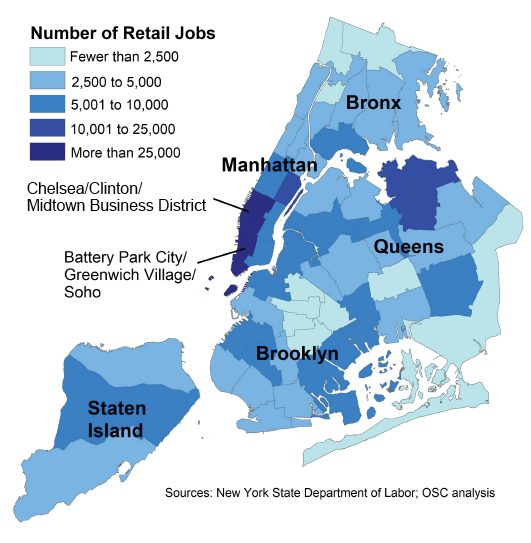 Number of Retail Jobs
Fewer than 2,500
2,500 to 5,000
5,001 to 10,000
10,001 to 25,000
More than 25,000
Bronx
Manhattan
Chelsea/Clinton/
Midtown Business District
Battery Park City/
Greenwich Village/
Soho
Queens
Brooklyn
Staten
Island
Sources: New York State Department of Labor; OSC analysis